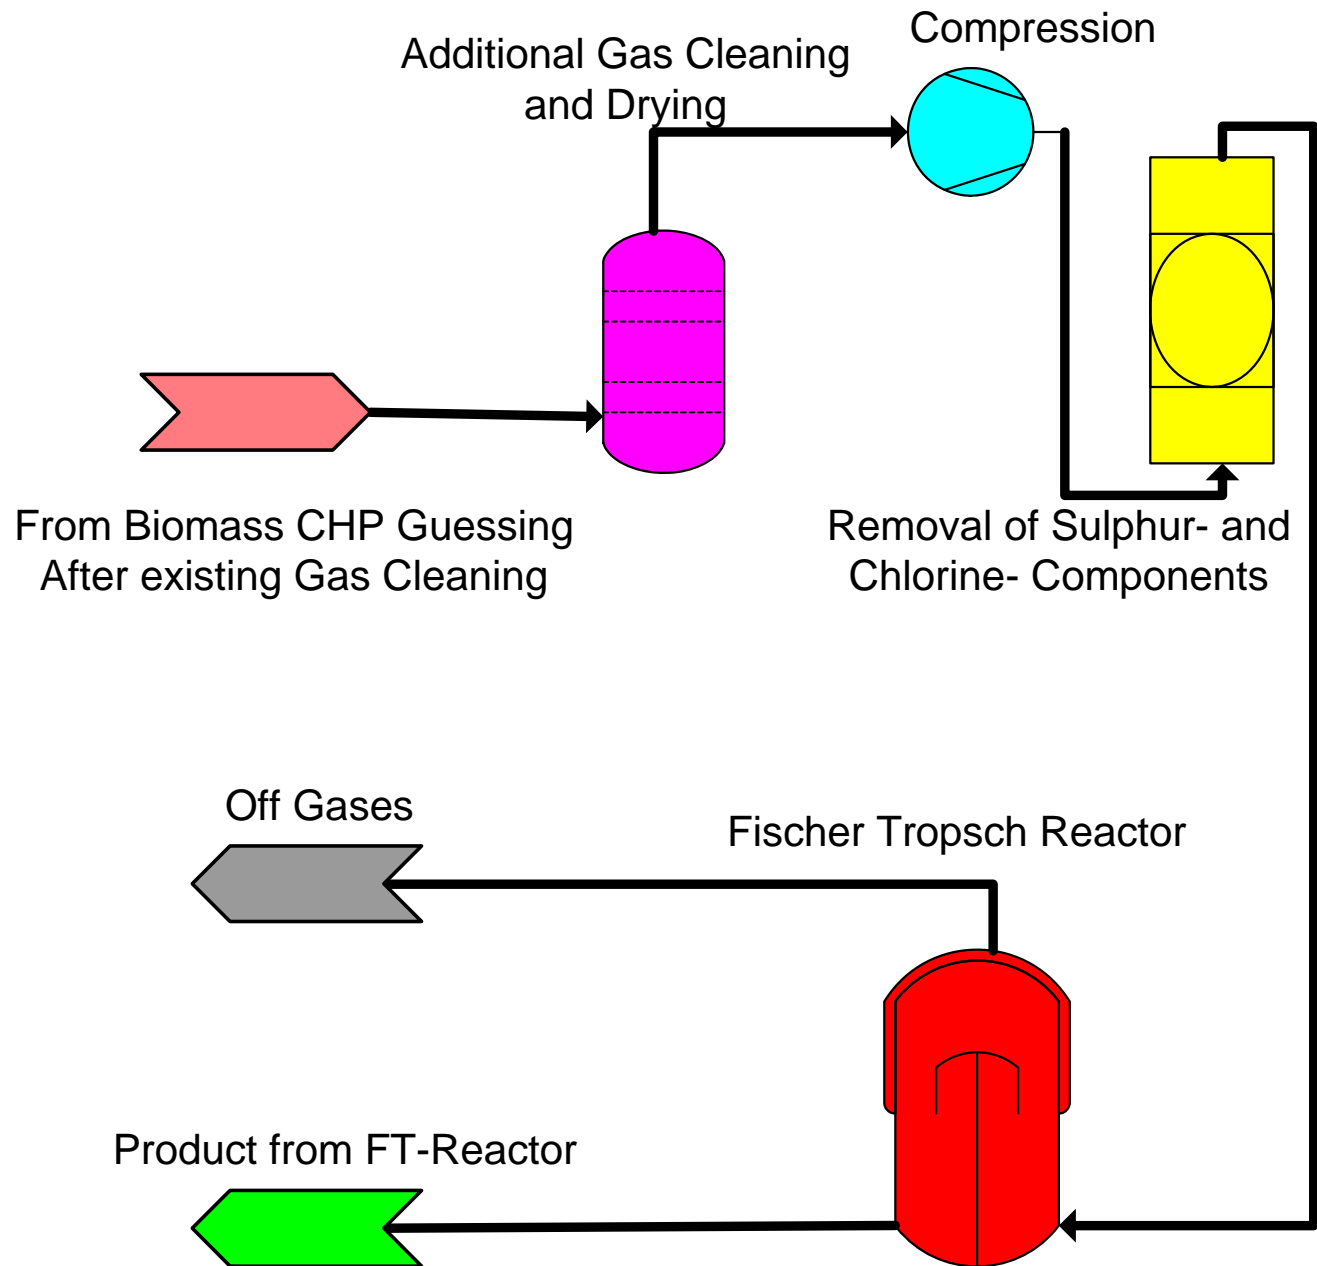 Compression
Additional Gas Cleaning
and Drying
From Biomass CHP Guessing
After existing Gas Cleaning
Removal of Sulphur- and
Chlorine- Components
Off Gases
Fischer Tropsch Reactor
Product from FT-Reactor